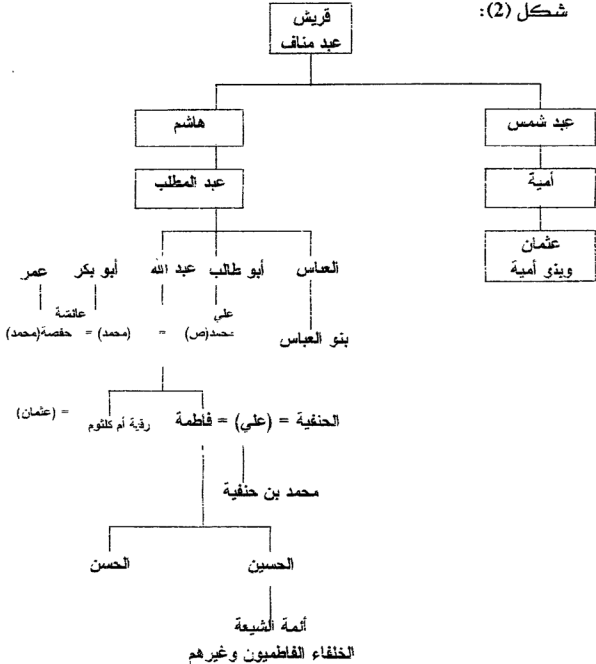 شكل (2):
قريش
عبد مناف
عبد شمس
هاشم
أمية
عبد المطلب
عثمان
وبنو أمية
العباس
أبو طالب
عبد الله
أبو بكر
عمر
علي
عائشة
محمد(ص) = (محمد) = حفصة(محمد)
بنو العباس
الحنفية = (علي) = فاطمة
رقية أم كلثوم
= (عثمان)
محمد بن حنفية
الحسين
الحسن
أئمة الشيعة
الخلفاء الفاطميون وغيرهم